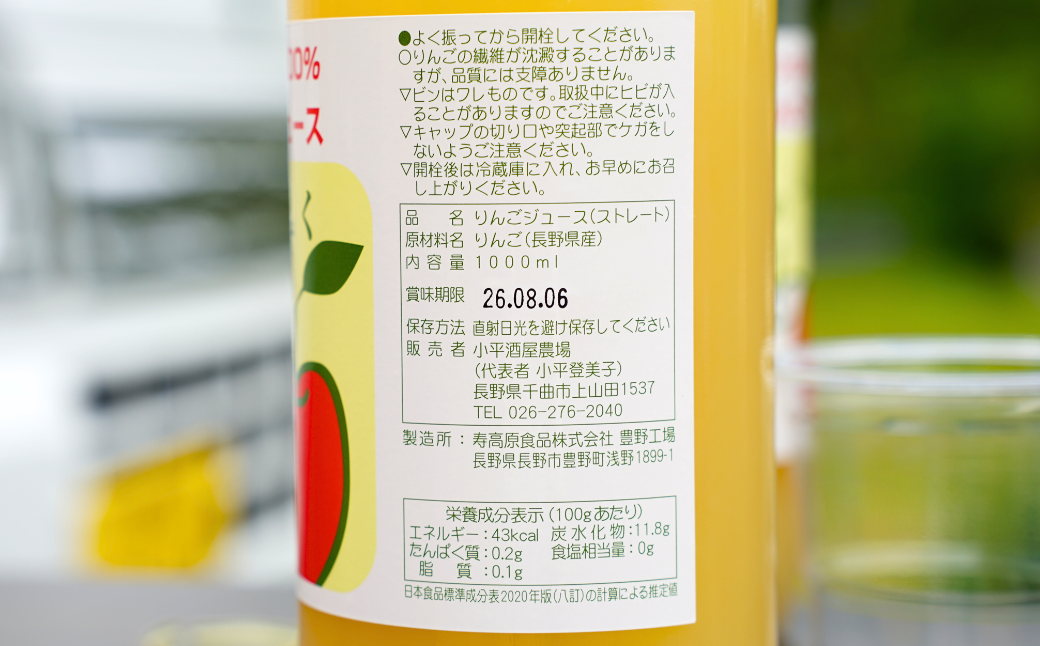 ●よく振ってから開栓してください。
○りんごの繊維が沈澱することがありま
すが、品質には支障ありません。
▽ビンはワレものです。取扱中にヒビが入
ることがありますのでご注意ください。
▽キャップの切り口や突起部でケガをし
ないようご注意ください。
▽開栓後は冷蔵庫に入れ、お早めにお召
し上がりください。
品名 りんごジュース(ストレート)
原材料名 りんご(長野県産)
内容量 1000ml
賞味期限 26.08.06
保存方法 直射日光を避け保存してください
販売者 小平酒屋農場
(代表者 小平登美子)
長野県千曲市上山田1537
TEL 026-276-2040
製造所：寿高原食品株式会社 豊野工場
長野県長野市豊野町浅野1899-1
栄養成分表示(100gあたり)
エネルギー：43kcal 炭水化物：11.8g
たんぱく質：0.2g 食塩相当量：0g
脂質：0.1g
日本食品標準成分表2020年版(八訂)の計算による推定値
00%
ース
く